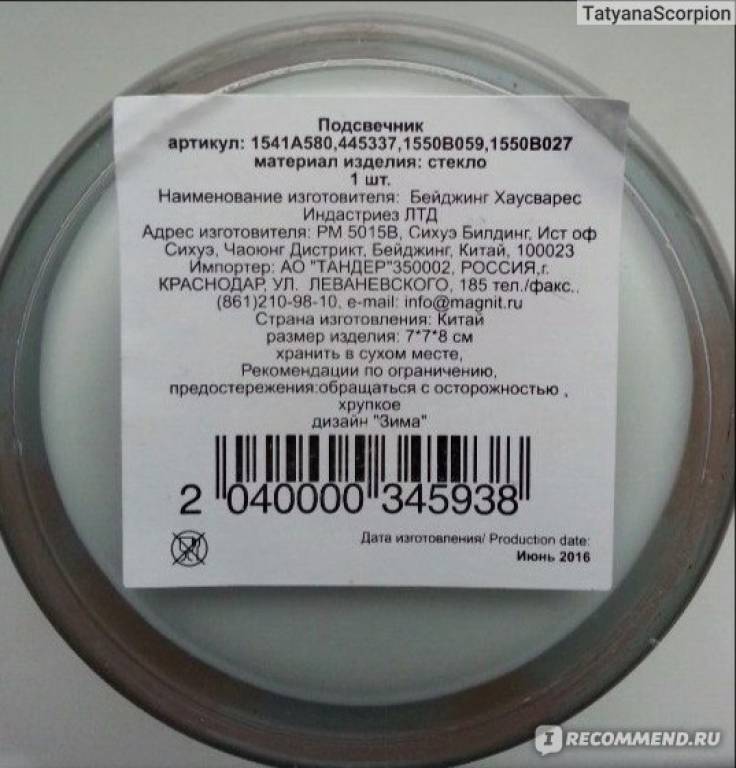 TatyanaScorpion
Подсвечник
артикул: 1541А580,445337,1550В059,1550В027
материал изделия: стекло
1 шт.
Наименование изготовителя: Бейджинг Хаусварес
Индастриез ЛТД
Адрес изготовителя: РМ 5015В, Сихуэ Билдинг, Ист оф
Сихуэ, Чаоюнг Дистрикт, Бейджинг, Китай, 100023
Импортер: АО "ТАНДЕР"350002, РОССИЯ,г.
КРАСНОДАР, УЛ. ЛЕВАНЕВСКОГО, 185 тел./факс..
(861)210-98-10, e-mail: info@magnit.ru
Страна изготовления: Китай
размер изделия: 7*7*8 см
хранить в сухом месте,
Рекомендации по ограничению,
предостережения:обращаться с осторожностью ,
хрупкое
дизайн "Зима"
2 040000 345938
Дата изготовления/ Production date:
Июнь 2016
IRECOMMEND.RU